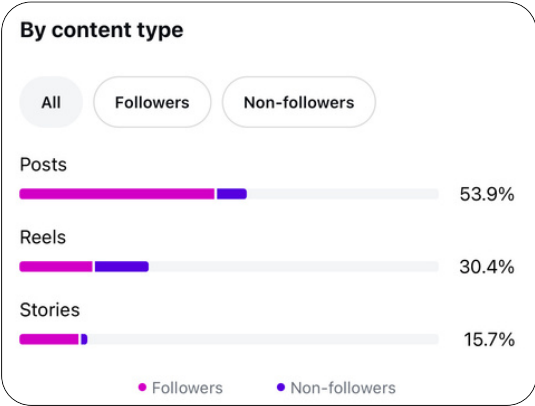 By content type
All Followers Non-followers
Posts
53.9%
Reels
30.4%
Stories
15.7%
Followers Non-followers